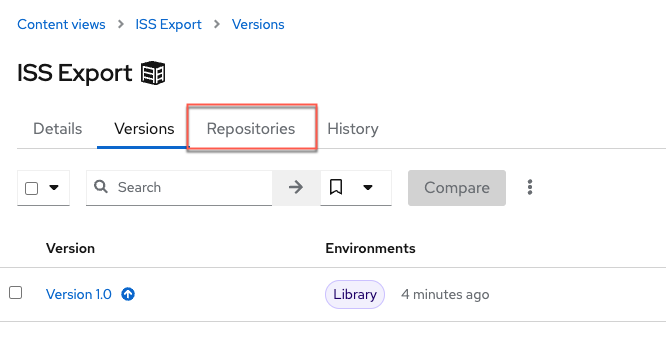 Content views > ISS Export > Versions
ISS Export
Details Versions Repositories History
Search Compare
Version Environments
Version 1.0 Library 4 minutes ago